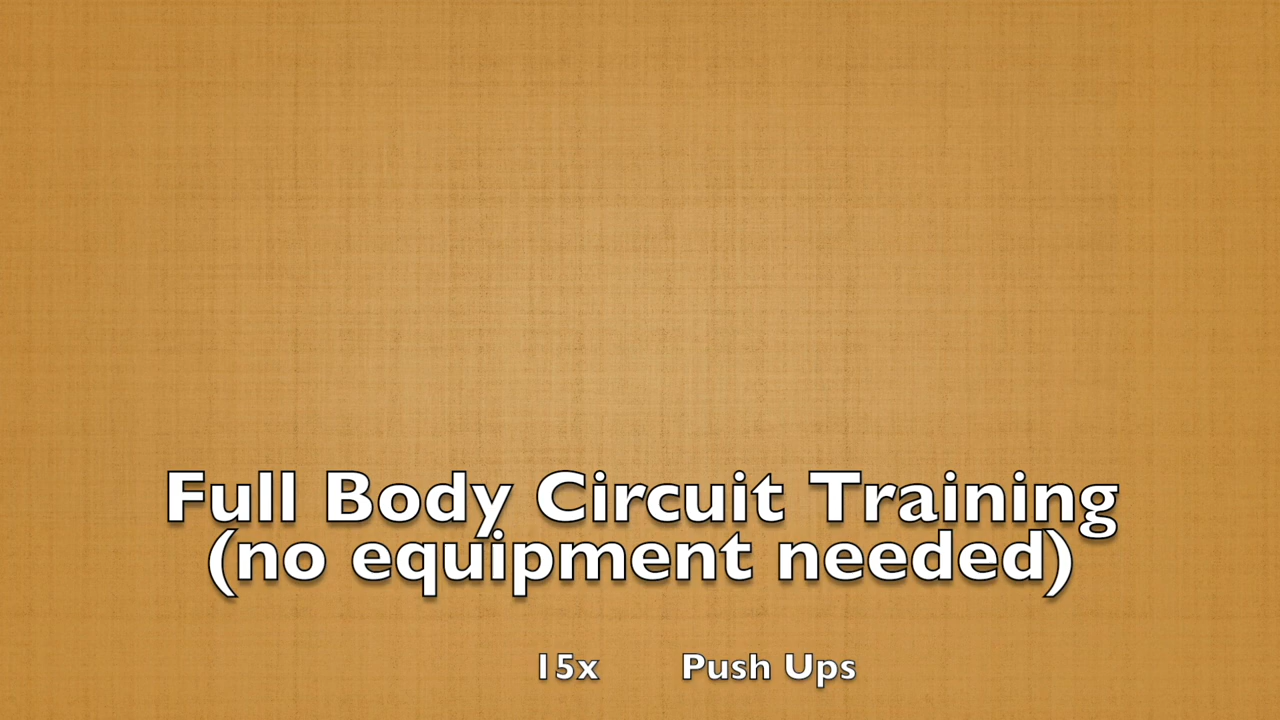 Full Body Circuit Training
(no equipment needed)
15x Push Ups